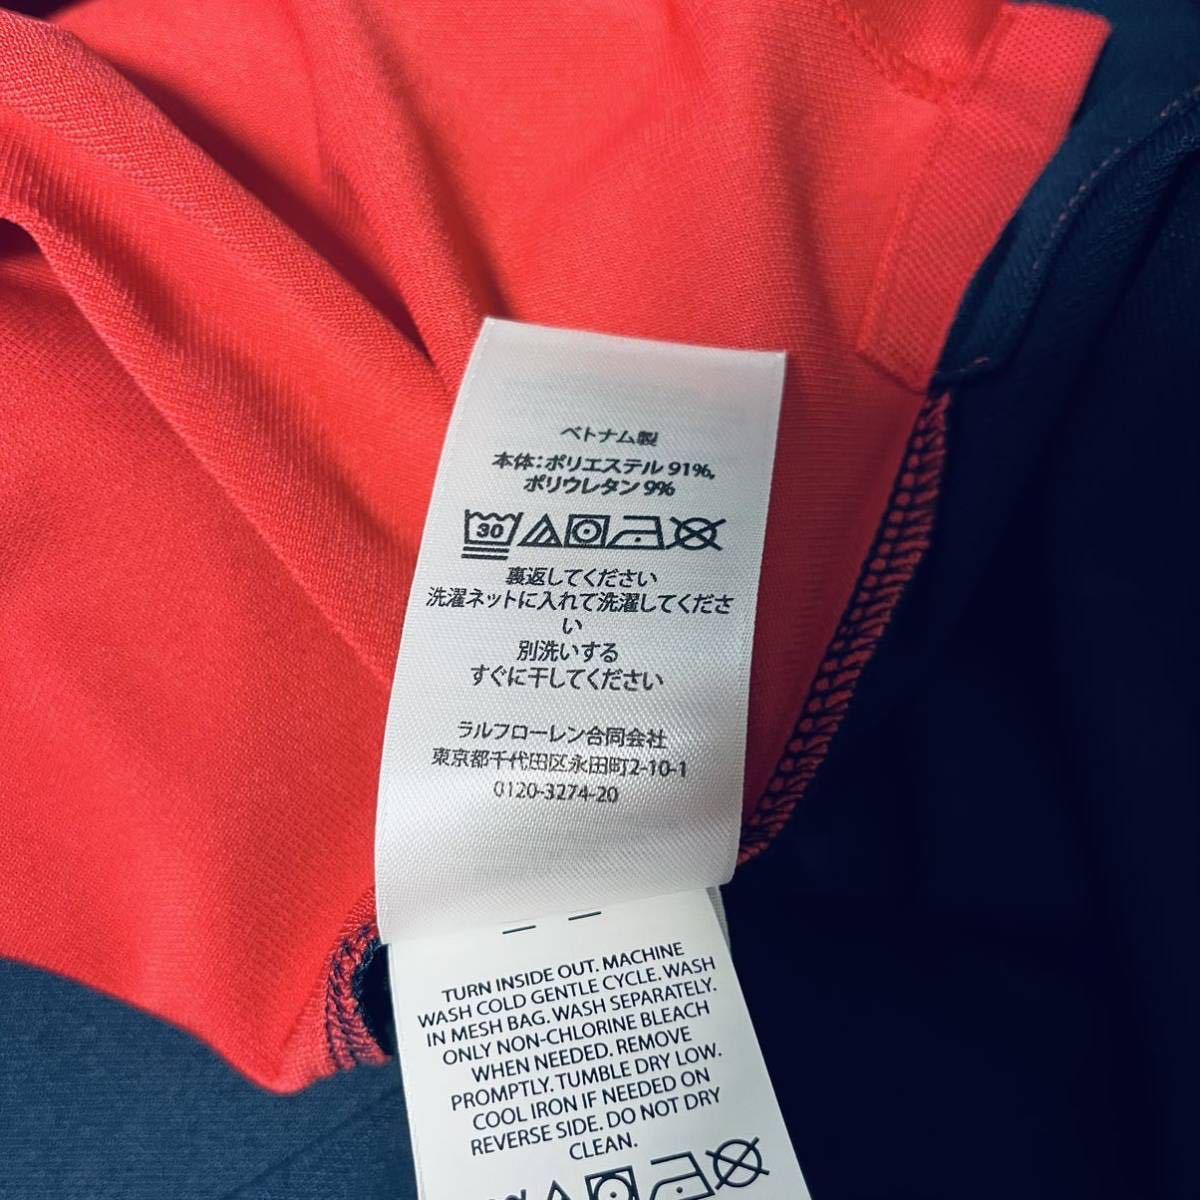 ベトナム製
本体：ポリエステル 91%,
ポリウレタン 9%
30
裏返してください
洗濯ネットに入れて洗濯してくださ
い
別洗いする
すぐに干してください
ラルフローレン合同会社
東京都千代田区永田町2-10-1
0120-3274-20
TURN INSIDE OUT. MACHINE
WASH COLD GENTLE CYCLE. WASH
IN MESH BAG. WASH SEPARATELY.
ONLY NON-CHLORINE BLEACH
WHEN NEEDED. REMOVE
PROMPTLY. TUMBLE DRY LOW.
COOL IRON IF NEEDED ON
REVERSE SIDE. DO NOT DRY
CLEAN.